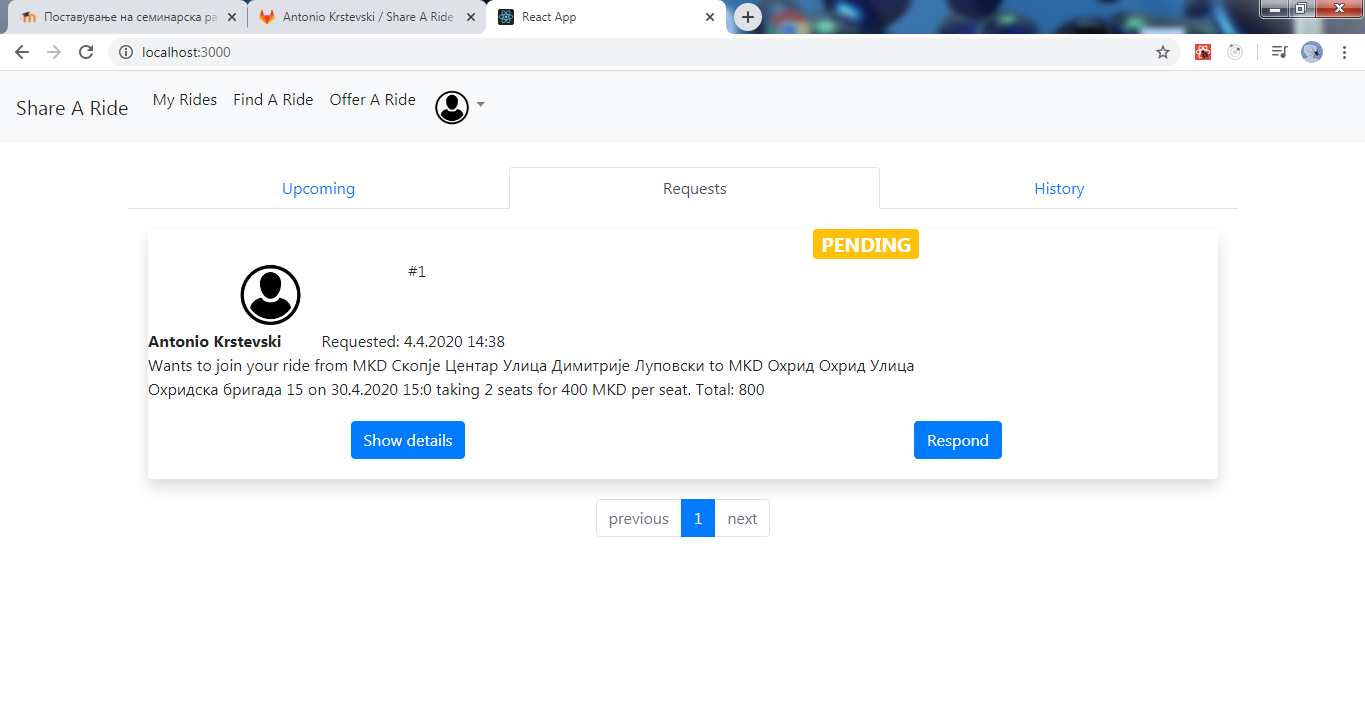 Поставување на семинарска ра
Antonio Krstevski / Share A Ride
React App
localhost:3000
Share A Ride
My Rides
Find A Ride
Offer A Ride
Upcoming
Requests
History
PENDING
#1
Antonio Krstevski
Requested: 4.4.2020 14:38
Wants to join your ride from MKD Скопје Центар Улица Димитрије Луповски to MKD Охрид Охрид Улица
Охридска бригада 15 on 30.4.2020 15:0 taking 2 seats for 400 MKD per seat. Total: 800
Show details
Respond
previous
1
next